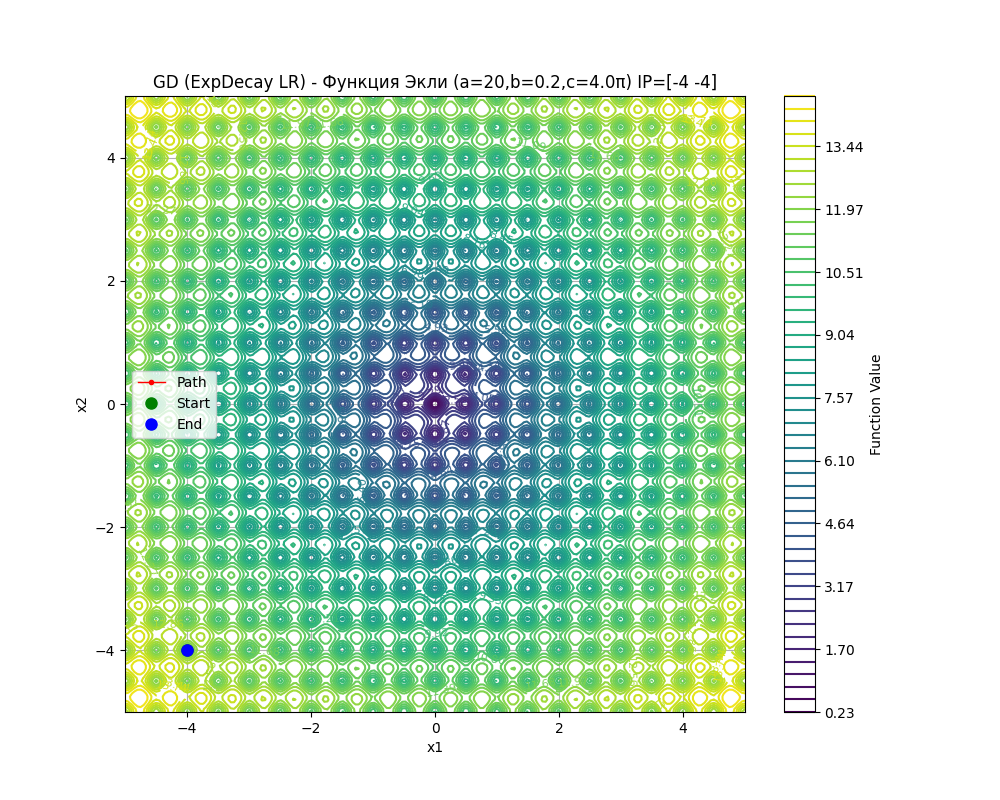 GD (ExpDecay LR) - Функция Экли (a=20,b=0.2,c=4.0π) IP=[-4 -4]
x2
4
2
0
−2
−4
Path
Start
End
−4
−2
0
2
4
x1
13.44
11.97
10.51
9.04
7.57
6.10
4.64
3.17
1.70
0.23
Function Value